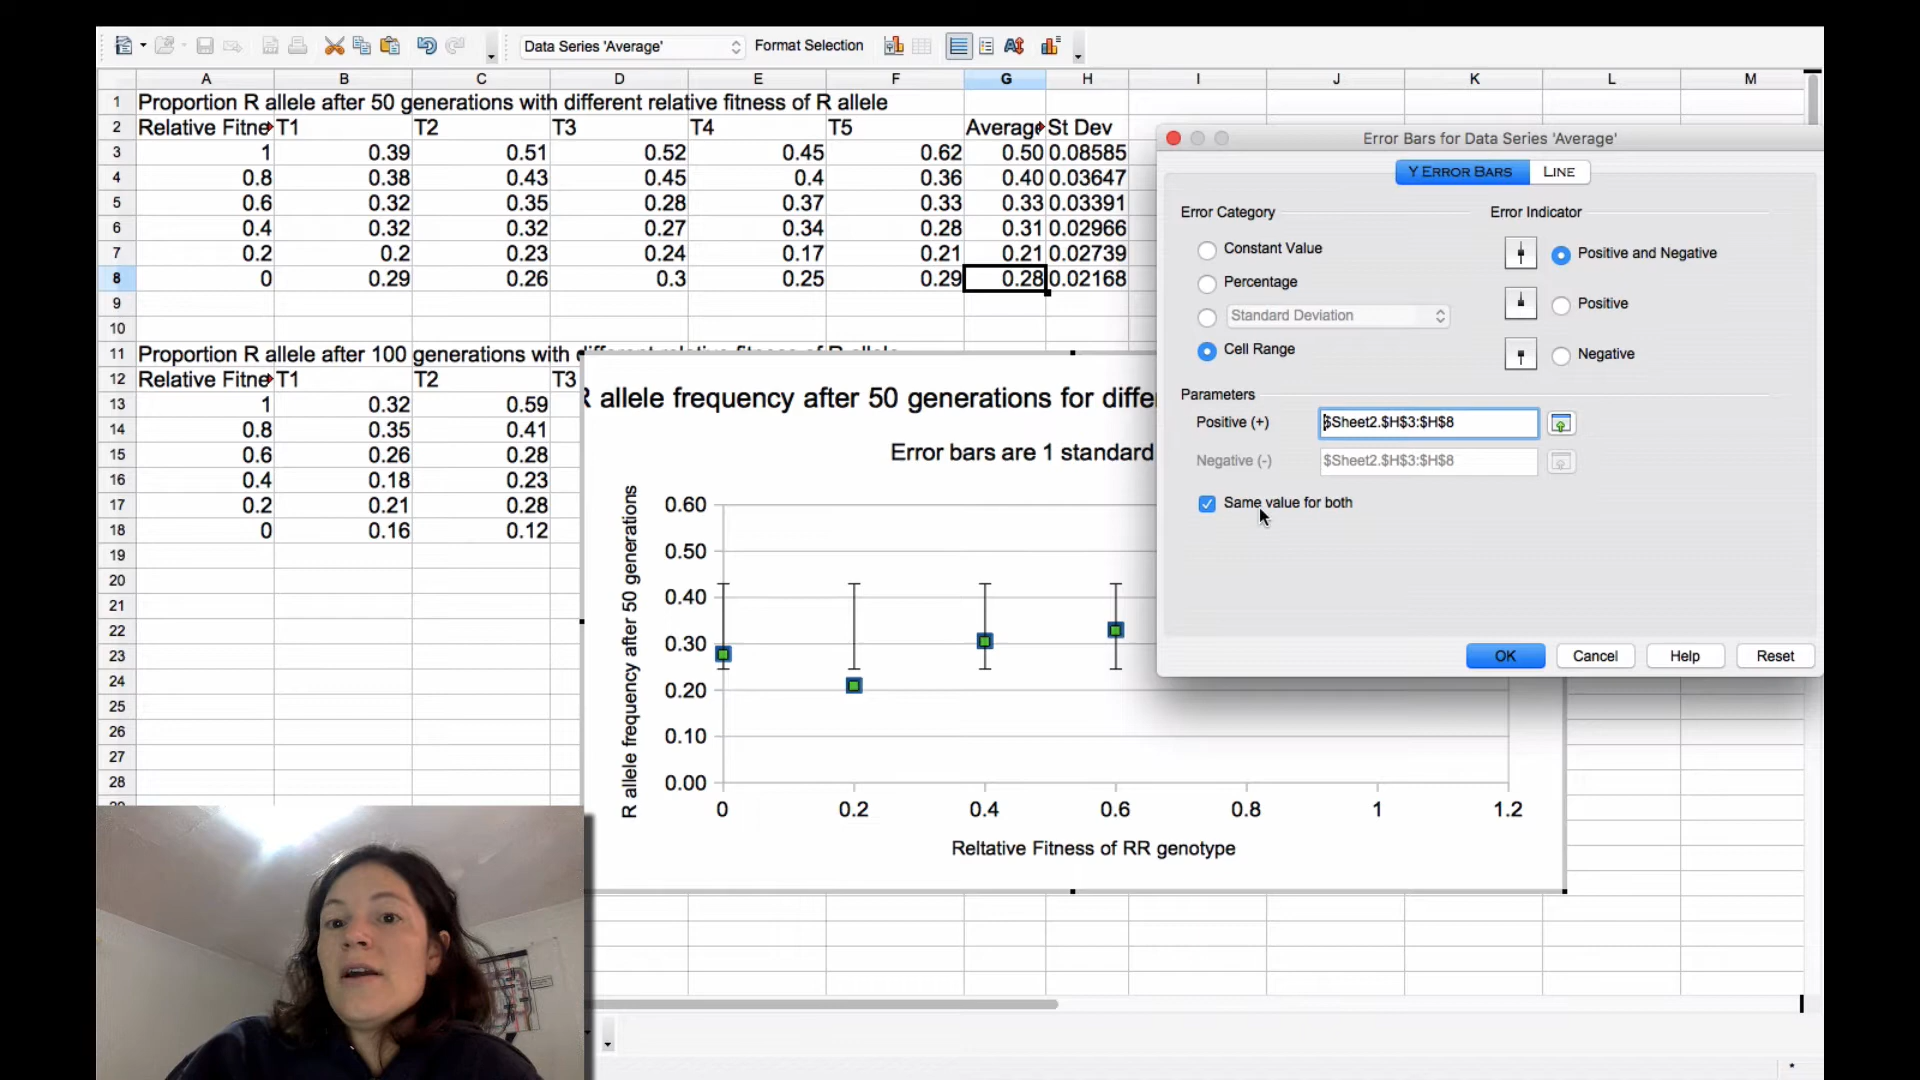 Data Series 'Average' Format Selection
A B C D E F G H I J K L M
1 Proportion R allele after 50 generations with different relative fitness of R allele
2 Relative Fitne T1 T2 T3 T4 T5 Average St Dev
3 1 0.39 0.51 0.52 0.45 0.62 0.50 0.08585
4 0.8 0.38 0.43 0.45 0.4 0.36 0.40 0.03647
5 0.6 0.32 0.35 0.28 0.37 0.33 0.33 0.03391
6 0.4 0.32 0.32 0.27 0.34 0.28 0.31 0.02966
7 0.2 0.2 0.23 0.24 0.17 0.21 0.21 0.02739
8 0 0.29 0.26 0.3 0.25 0.29 0.28 0.02168
9
10
11 Proportion R allele after 100 generations with
12 Relative Fitne T1 T2 T3
13 1 0.32 0.59
14 0.8 0.35 0.41
15 0.6 0.26 0.28
16 0.4 0.18 0.23
17 0.2 0.21 0.28
18 0 0.16 0.12
19
20
21
22
23
24
25
26
27
28
R allele frequency after 50 generations for diffe
Error bars are 1 standard
R allele frequency after 50 generations
0.60
0.50
0.40
0.30
0.20
0.10
0.00
0 0.2 0.4 0.6 0.8 1 1.2
Reltative Fitness of RR genotype
Error Bars for Data Series 'Average'
Y ERROR BARS LINE
Error Category
Constant Value
Percentage
Standard Deviation
Cell Range
Error Indicator
Positive and Negative
Positive
Negative
Parameters
Positive (+) $Sheet2.$H$3:$H$8
Negative (-) $Sheet2.$H$3:$H$8
Same value for both
OK Cancel Help Reset